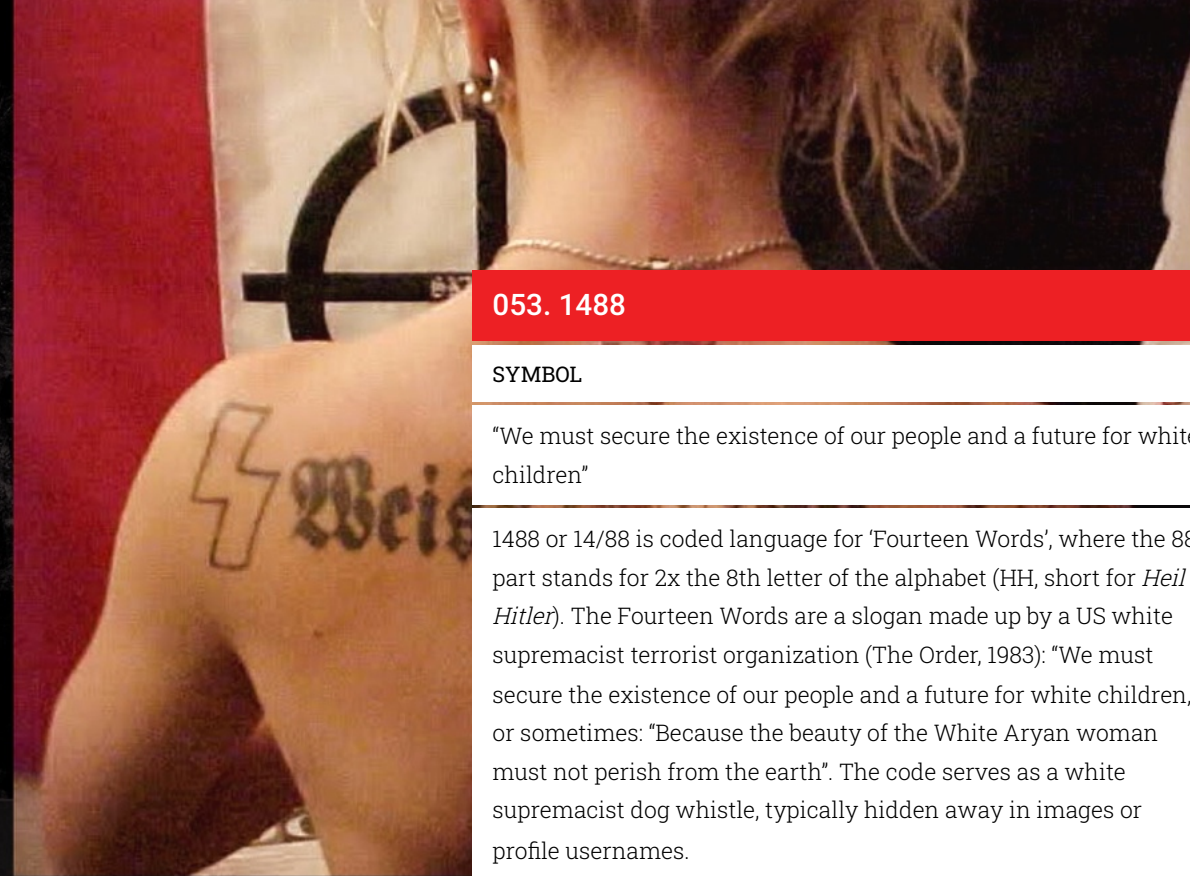 053. 1488
SYMBOL
“We must secure the existence of our people and a future for white
children”
Weis
1488 or 14/88 is coded language for ‘Fourteen Words’, where the 88
part stands for 2x the 8th letter of the alphabet (HH, short for Heil
Hitler). The Fourteen Words are a slogan made up by a US white
supremacist terrorist organization (The Order, 1983): “We must
secure the existence of our people and a future for white children,
or sometimes: “Because the beauty of the White Aryan woman
must not perish from the earth”. The code serves as a white
supremacist dog whistle, typically hidden away in images or
profile usernames.